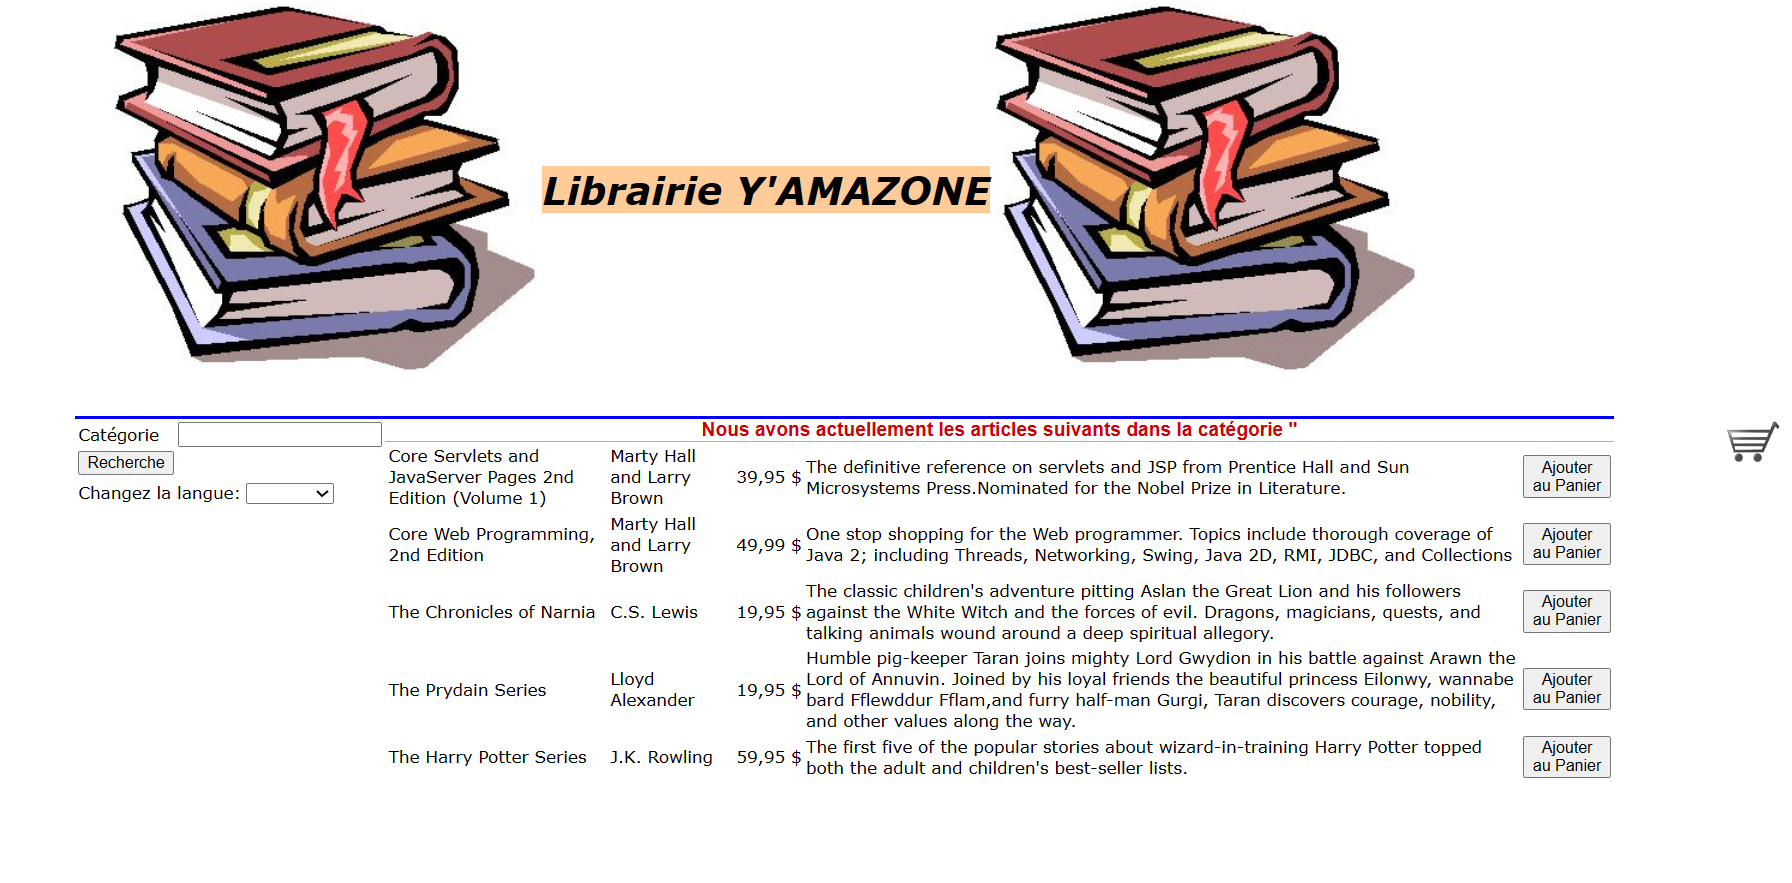 Librairie Y'AMAZONE
Nous avons actuellement les articles suivants dans la catégorie "
Catégorie
Recherche
Changez la langue:
Core Servlets and
JavaServer Pages 2nd
Edition (Volume 1)
Marty Hall
and Larry
Brown
39,95 $
The definitive reference on servlets and JSP from Prentice Hall and Sun
Microsystems Press.Nominated for the Nobel Prize in Literature.
Ajouter
au Panier
Core Web Programming,
2nd Edition
Marty Hall
and Larry
Brown
49,99 $
One stop shopping for the Web programmer. Topics include thorough coverage of
Java 2; including Threads, Networking, Swing, Java 2D, RMI, JDBC, and Collections
Ajouter
au Panier
The Chronicles of Narnia
C.S. Lewis
19,95 $
The classic children's adventure pitting Aslan the Great Lion and his followers
against the White Witch and the forces of evil. Dragons, magicians, quests, and
talking animals wound around a deep spiritual allegory.
Ajouter
au Panier
The Prydain Series
Lloyd
Alexander
19,95 $
Humble pig-keeper Taran joins mighty Lord Gwydion in his battle against Arawn the
Lord of Annuvin. Joined by his loyal friends the beautiful princess Eilonwy, wannabe
bard Fflewddur Fflam,and furry half-man Gurgi, Taran discovers courage, nobility,
and other values along the way.
Ajouter
au Panier
The Harry Potter Series
J.K. Rowling
59,95 $
The first five of the popular stories about wizard-in-training Harry Potter topped
both the adult and children's best-seller lists.
Ajouter
au Panier